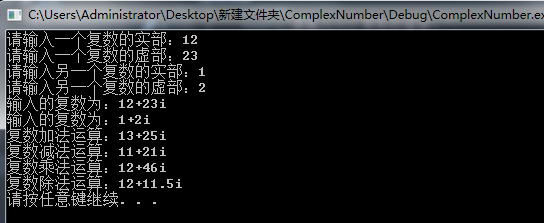 C:\Users\Administrator\Desktop\新建文件夹\ComplexNumber\Debug\ComplexNumber.ex
请输入一个复数的实部：12
请输入一个复数的虚部：23
请输入另一个复数的实部：1
请输入另一个复数的虚部：2
输入的复数为：12+23i
输入的复数为：1+2i
复数加法运算：13+25i
复数减法运算：11+21i
复数乘法运算：12+46i
复数除法运算：12+11.5i
请按任意键继续. . .